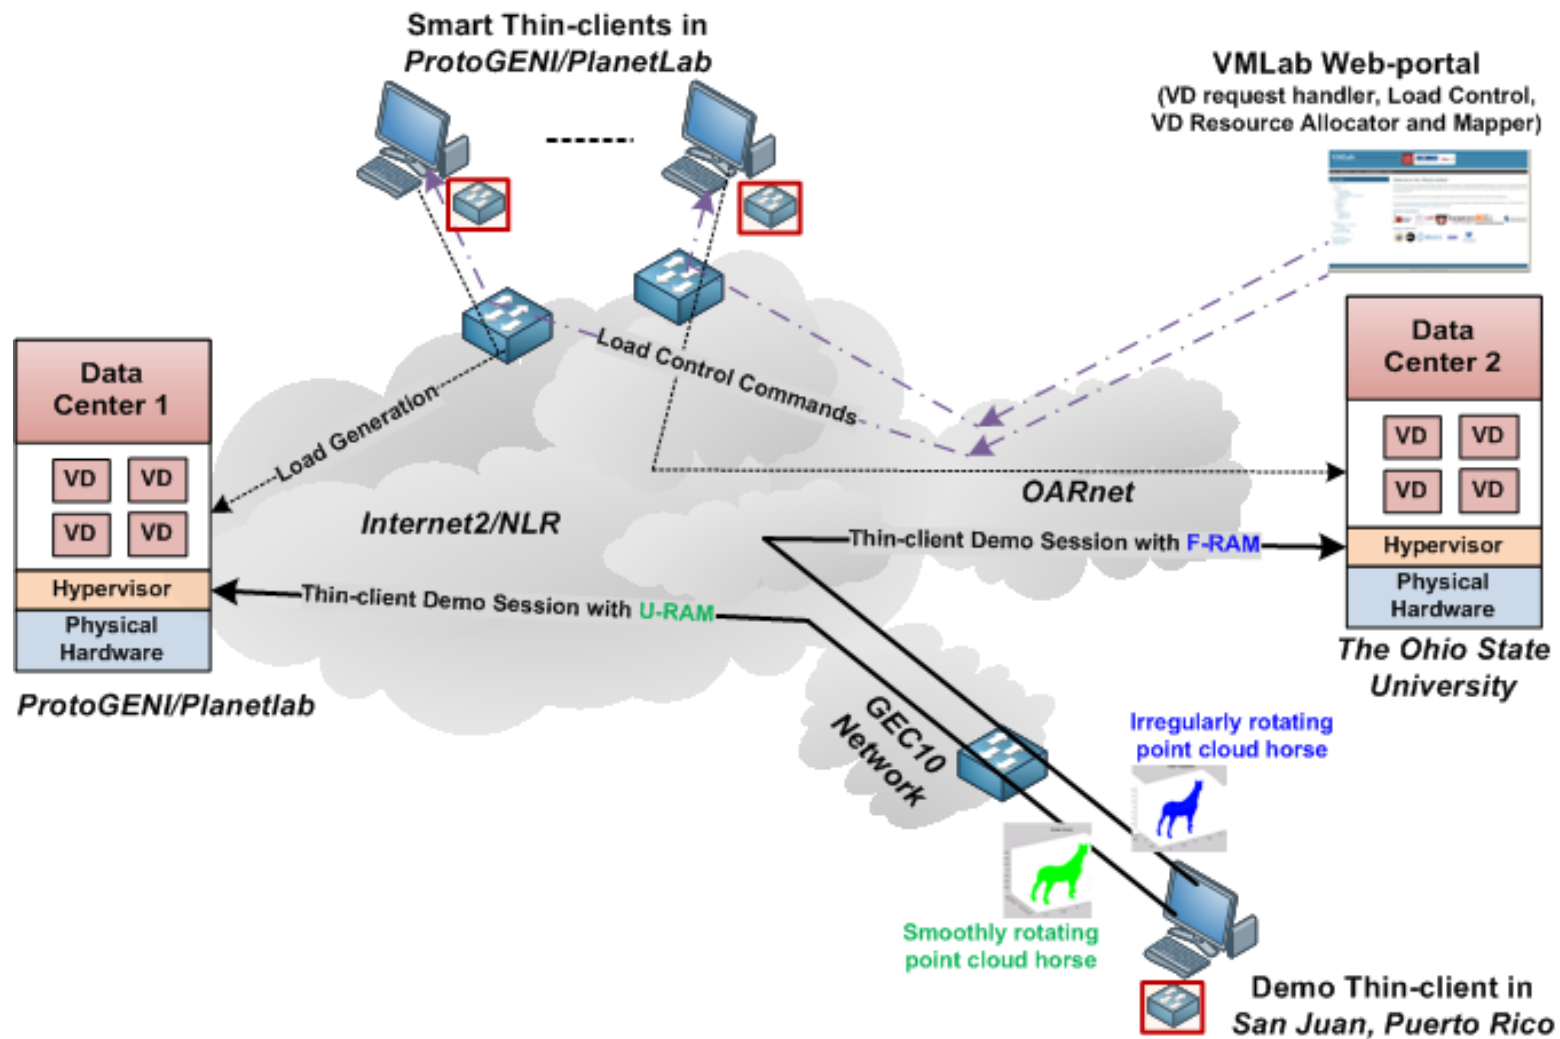 Smart Thin-clients in
ProtoGENI/PlanetLab
VMLab Web-portal
(VD request handler, Load Control,
VD Resource Allocator and Mapper)
Data
Center 1
VD VD
VD VD
Hypervisor
Physical
Hardware
ProtoGENI/Planetlab
Load Generation
Load Control Commands
Internet2/NLR
OARnet
Thin-client Demo Session with F-RAM
Thin-client Demo Session with U-RAM
Data
Center 2
VD VD
VD VD
Hypervisor
Physical
Hardware
The Ohio State
University
GEC10
Network
Irregularly rotating
point cloud horse
Smoothly rotating
point cloud horse
Demo Thin-client in
San Juan, Puerto Rico